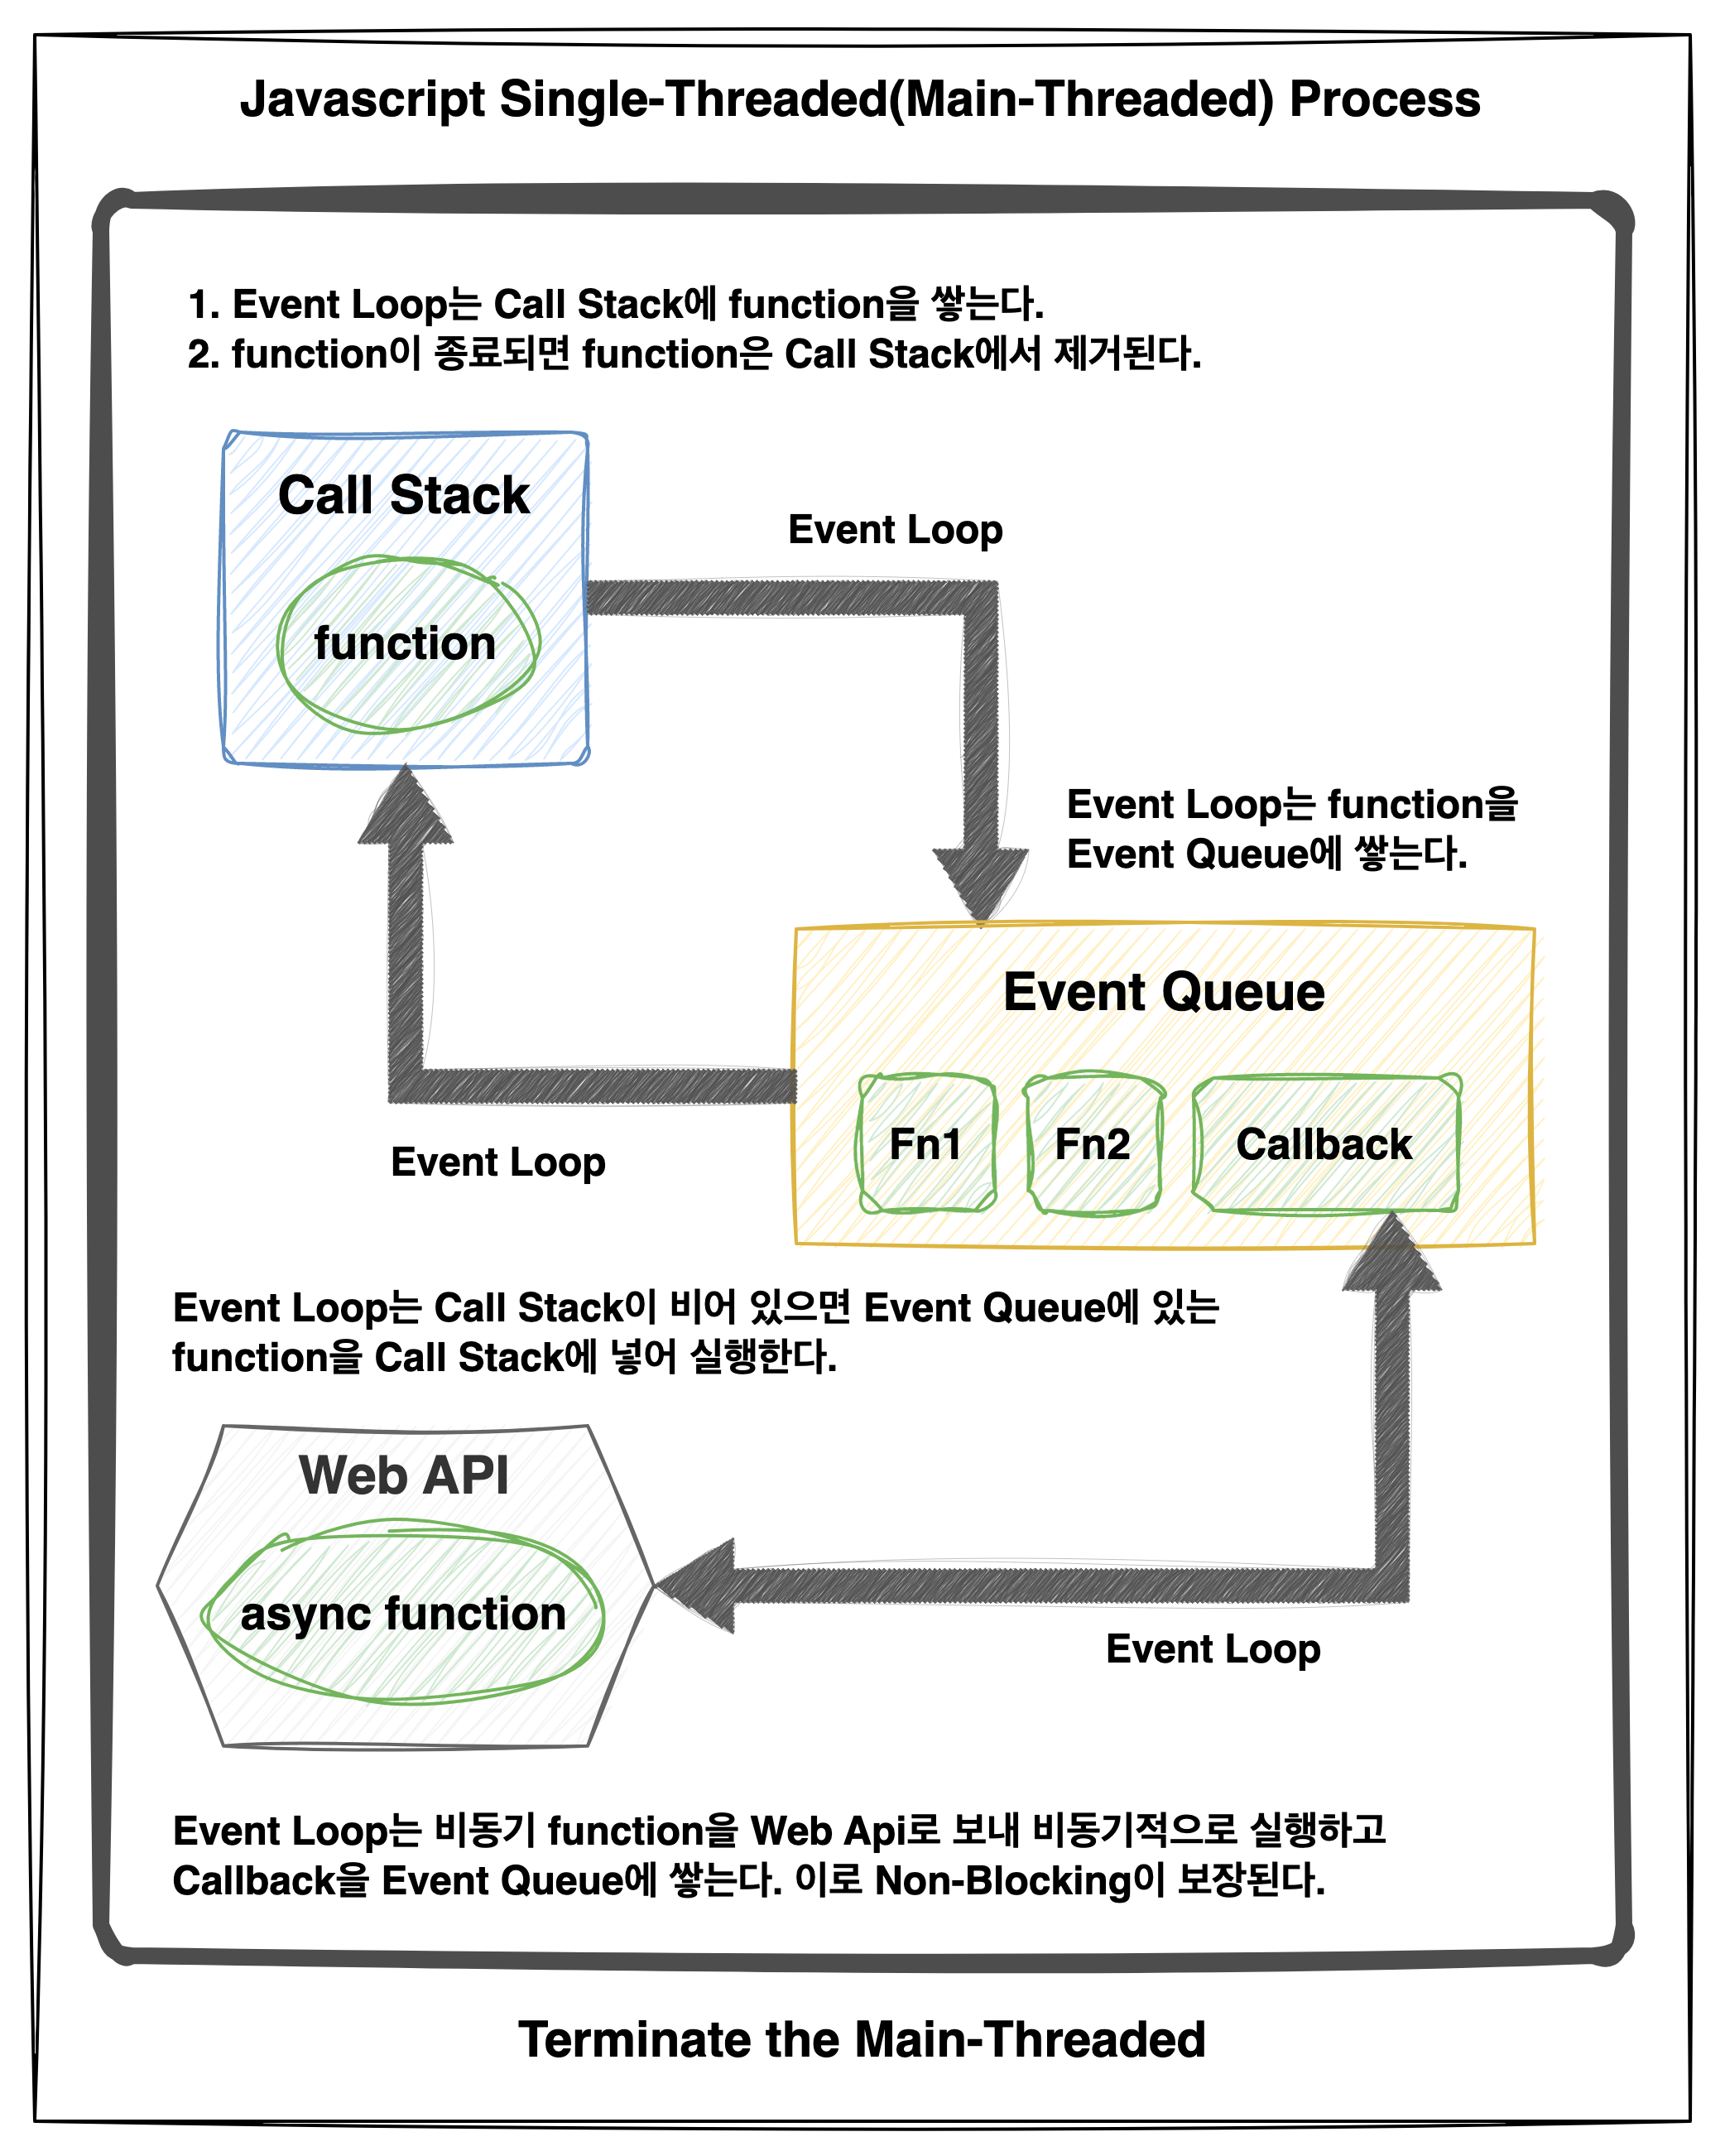 Javascript Single-Threaded(Main-Threaded) Process
1. Event Loop는 Call Stack에 function을 쌓는다.
2. function이 종료되면 function은 Call Stack에서 제거된다.
Call Stack
function
Event Loop
Event Loop는 function을
Event Queue에 쌓는다.
Event Queue
Fn1
Fn2
Callback
Event Loop
Event Loop는 Call Stack이 비어 있으면 Event Queue에 있는
function을 Call Stack에 넣어 실행한다.
Web API
async function
Event Loop
Event Loop는 비동기 function을 Web Api로 보내 비동기적으로 실행하고
Callback을 Event Queue에 쌓는다. 이로 Non-Blocking이 보장된다.
Terminate the Main-Threaded